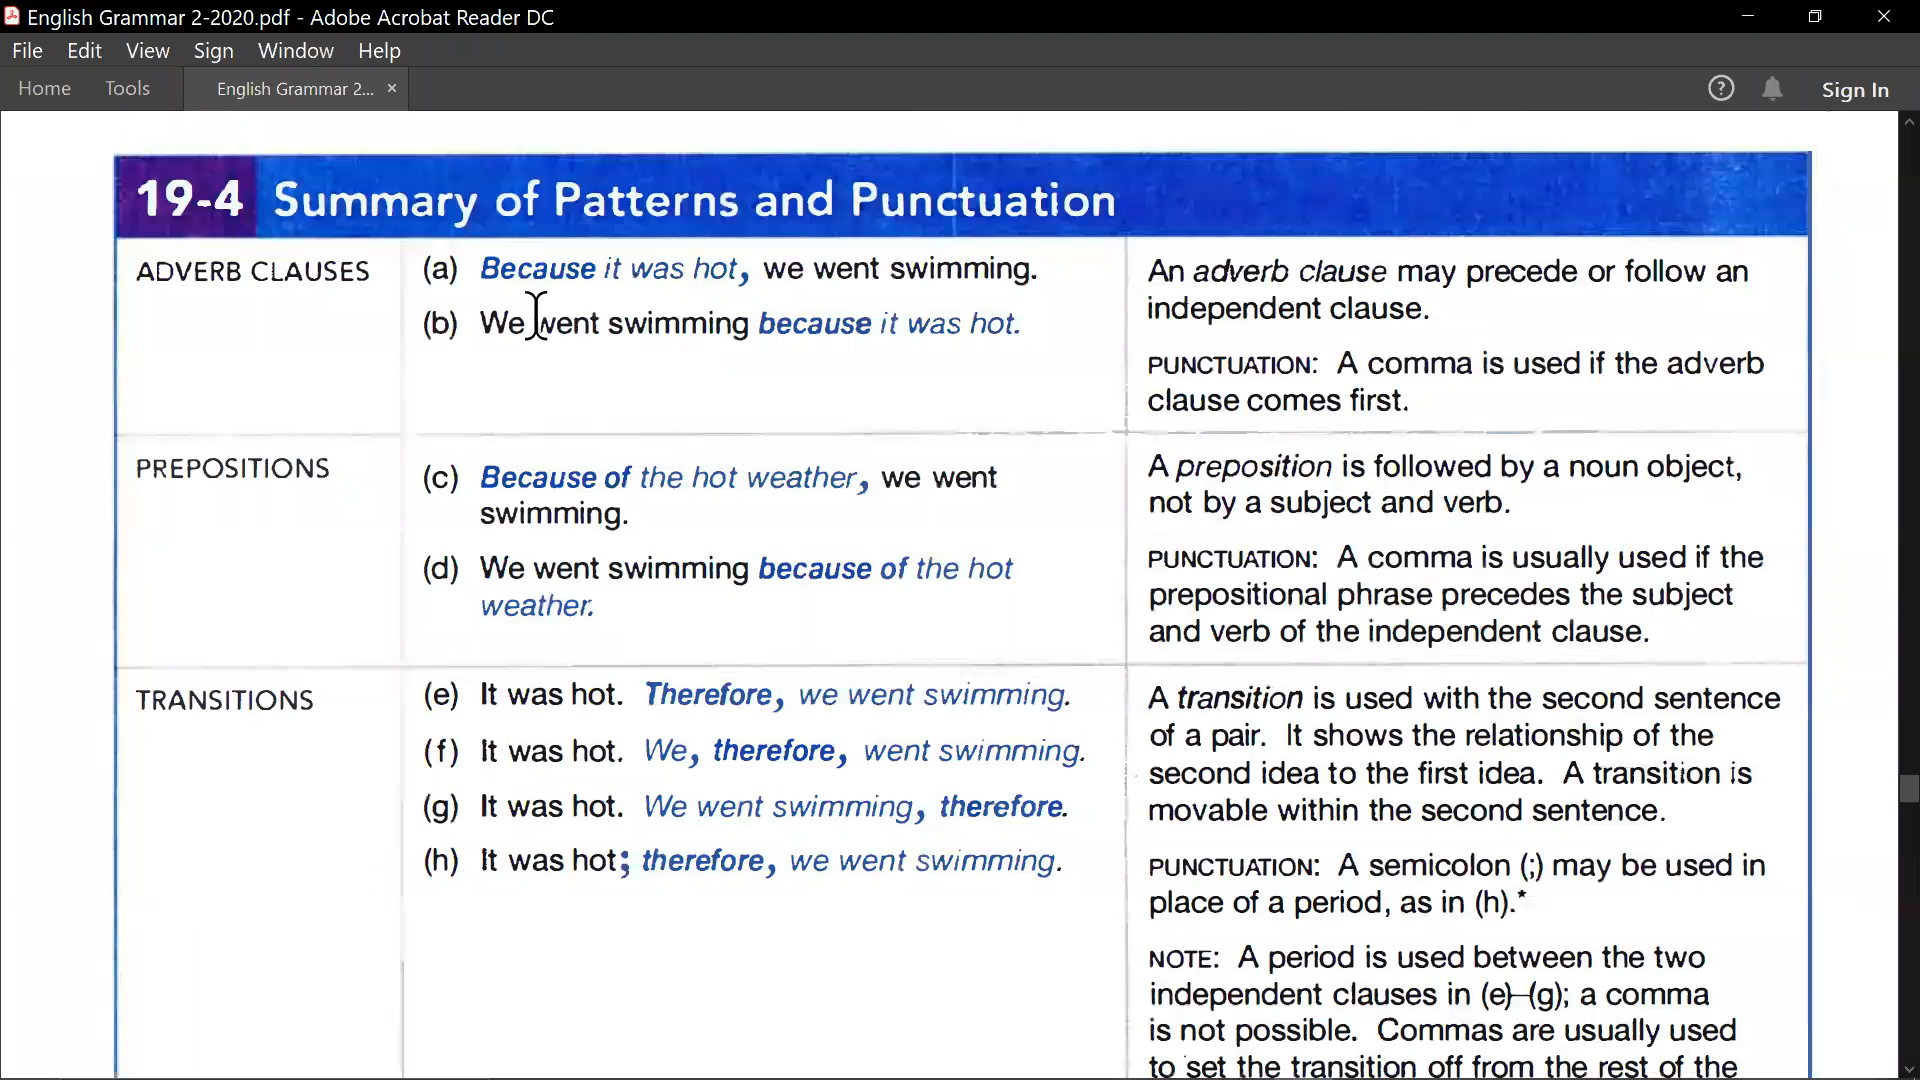 English Grammar 2-2020.pdf - Adobe Acrobat Reader DC
File Edit View Sign Window Help
Home Tools English Grammar 2... × ? Sign In
19-4 Summary of Patterns and Punctuation
ADVERB CLAUSES
(a) Because it was hot, we went swimming.
(b) We went swimming because it was hot.
An adverb clause may precede or follow an
independent clause.
PUNCTUATION: A comma is used if the adverb
clause comes first.
PREPOSITIONS
(c) Because of the hot weather, we went
swimming.
(d) We went swimming because of the hot
weather.
A preposition is followed by a noun object,
not by a subject and verb.
PUNCTUATION: A comma is usually used if the
prepositional phrase precedes the subject
and verb of the independent clause.
TRANSITIONS
(e) It was hot. Therefore, we went swimming.
(f) It was hot. We, therefore, went swimming.
(g) It was hot. We went swimming, therefore.
(h) It was hot; therefore, we went swimming.
A transition is used with the second sentence
of a pair. It shows the relationship of the
second idea to the first idea. A transition is
movable within the second sentence.
PUNCTUATION: A semicolon (;) may be used in
place of a period, as in (h).*
NOTE: A period is used between the two
independent clauses in (e)–(g); a comma
is not possible. Commas are usually used
to set the transition off from the rest of the